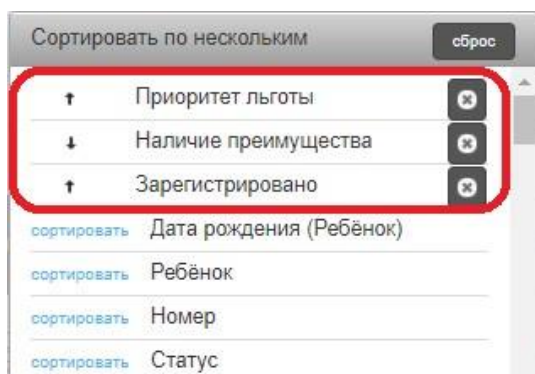 Сортировать по нескольким сброс
↑ Приоритет льготы
↓ Наличие преимущества
↑ Зарегистрировано
сортировать Дата рождения (Ребёнок)
сортировать Ребёнок
сортировать Номер
сортировать Статус